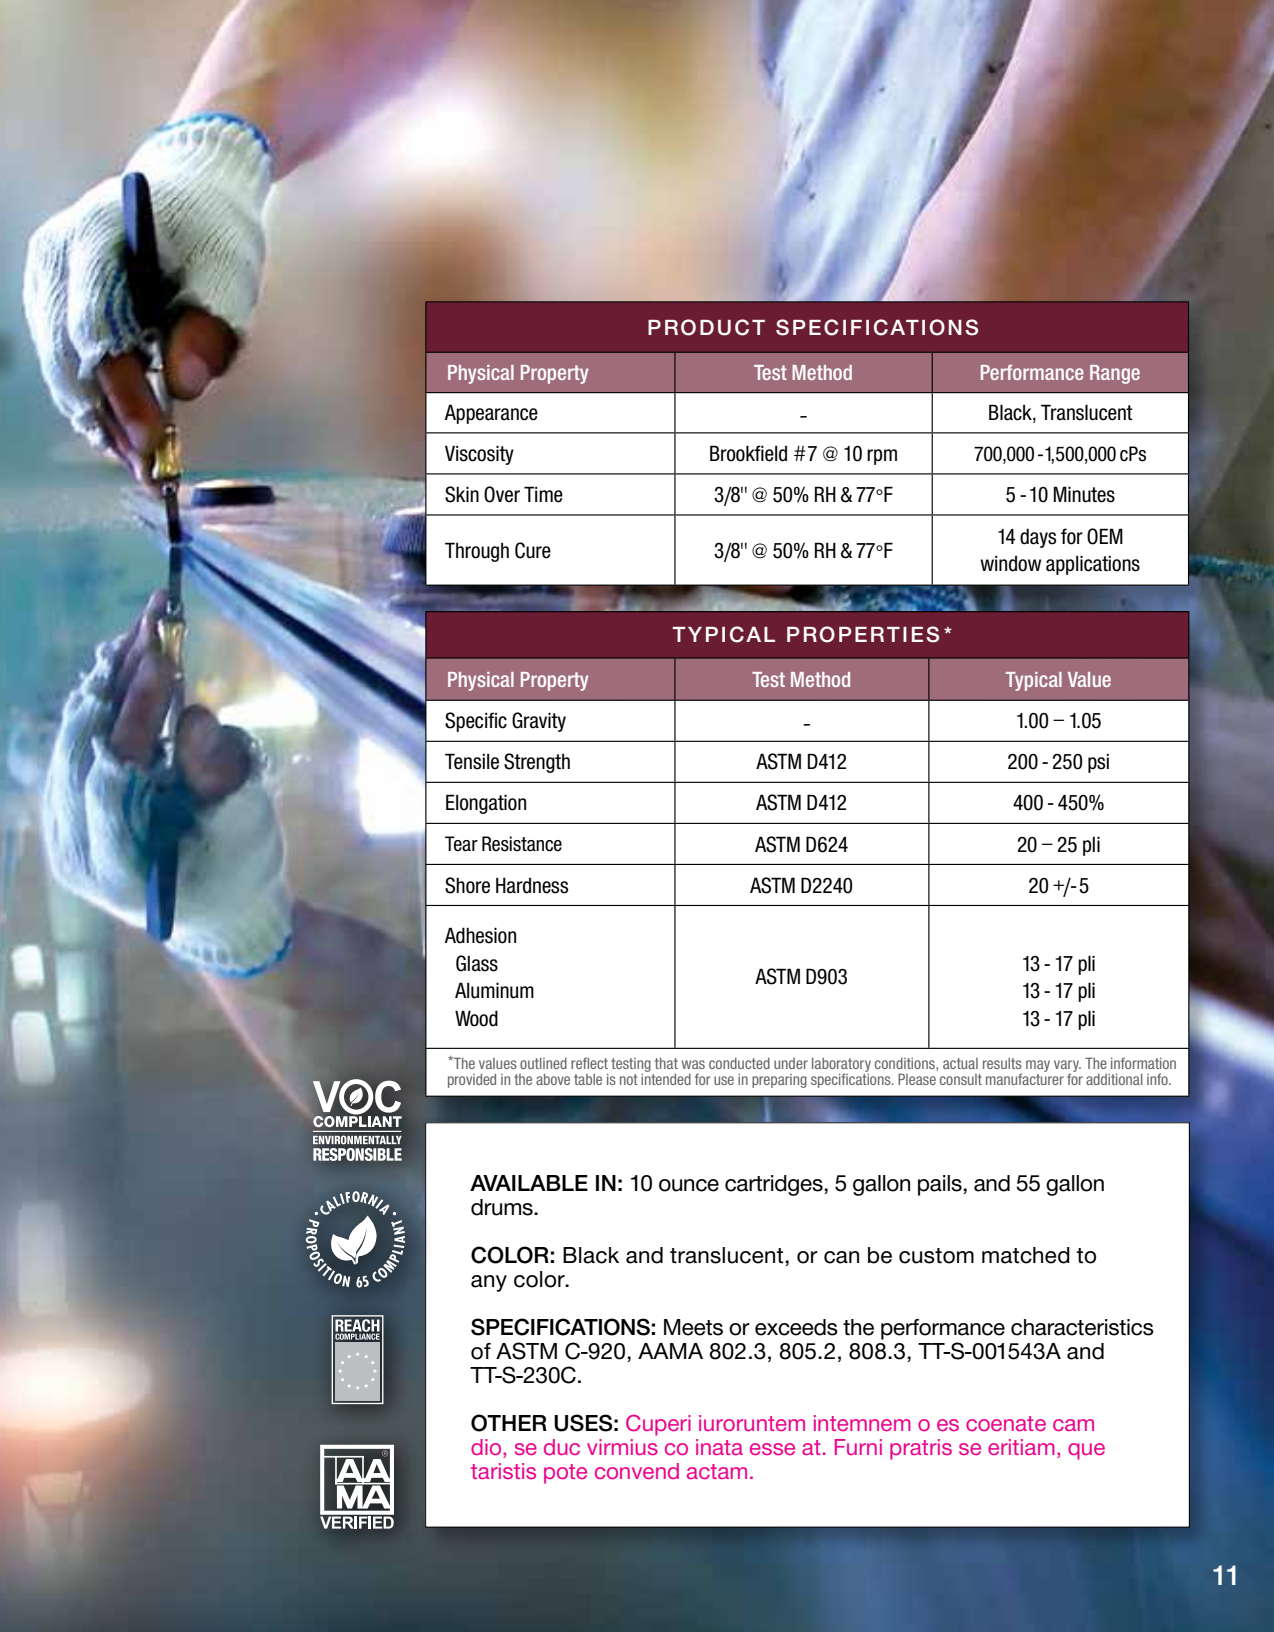 PRODUCT SPECIFICATIONS
Physical Property Test Method Performance Range
Appearance - Black, Translucent
Viscosity Brookfield #7 @ 10 rpm 700,000 - 1,500,000 cPs
Skin Over Time 3/8" @ 50% RH & 77°F 5 - 10 Minutes
Through Cure 3/8" @ 50% RH & 77°F 14 days for OEM
window applications
TYPICAL PROPERTIES*
Physical Property Test Method Typical Value
Specific Gravity - 1.00 – 1.05
Tensile Strength ASTM D412 200 - 250 psi
Elongation ASTM D412 400 - 450%
Tear Resistance ASTM D624 20 – 25 pli
Shore Hardness ASTM D2240 20 +/- 5
Adhesion
Glass 13 - 17 pli
ASTM D903
Aluminum 13 - 17 pli
Wood 13 - 17 pli
*The values outlined reflect testing that was conducted under laboratory conditions, actual results may vary. The information
provided in the above table is not intended for use in preparing specifications. Please consult manufacturer for additional info.
VOC
COMPLIANT
ENVIRONMENTALLY
RESPONSIBLE
• CALIFORNIA •
PROPOSITION 65 COMPLIANT
REACH
COMPLIANCE
AA
MA
®
VERIFIED
AVAILABLE IN: 10 ounce cartridges, 5 gallon pails, and 55 gallon
drums.
COLOR: Black and translucent, or can be custom matched to
any color.
SPECIFICATIONS: Meets or exceeds the performance characteristics
of ASTM C-920, AAMA 802.3, 805.2, 808.3, TT-S-001543A and
TT-S-230C.
OTHER USES: Cuperi iuroruntem intemnem o es coenate cam
dio, se duc virmius co inata esse at. Furni pratris se eritiam, que
taristis pote convend actam.
11